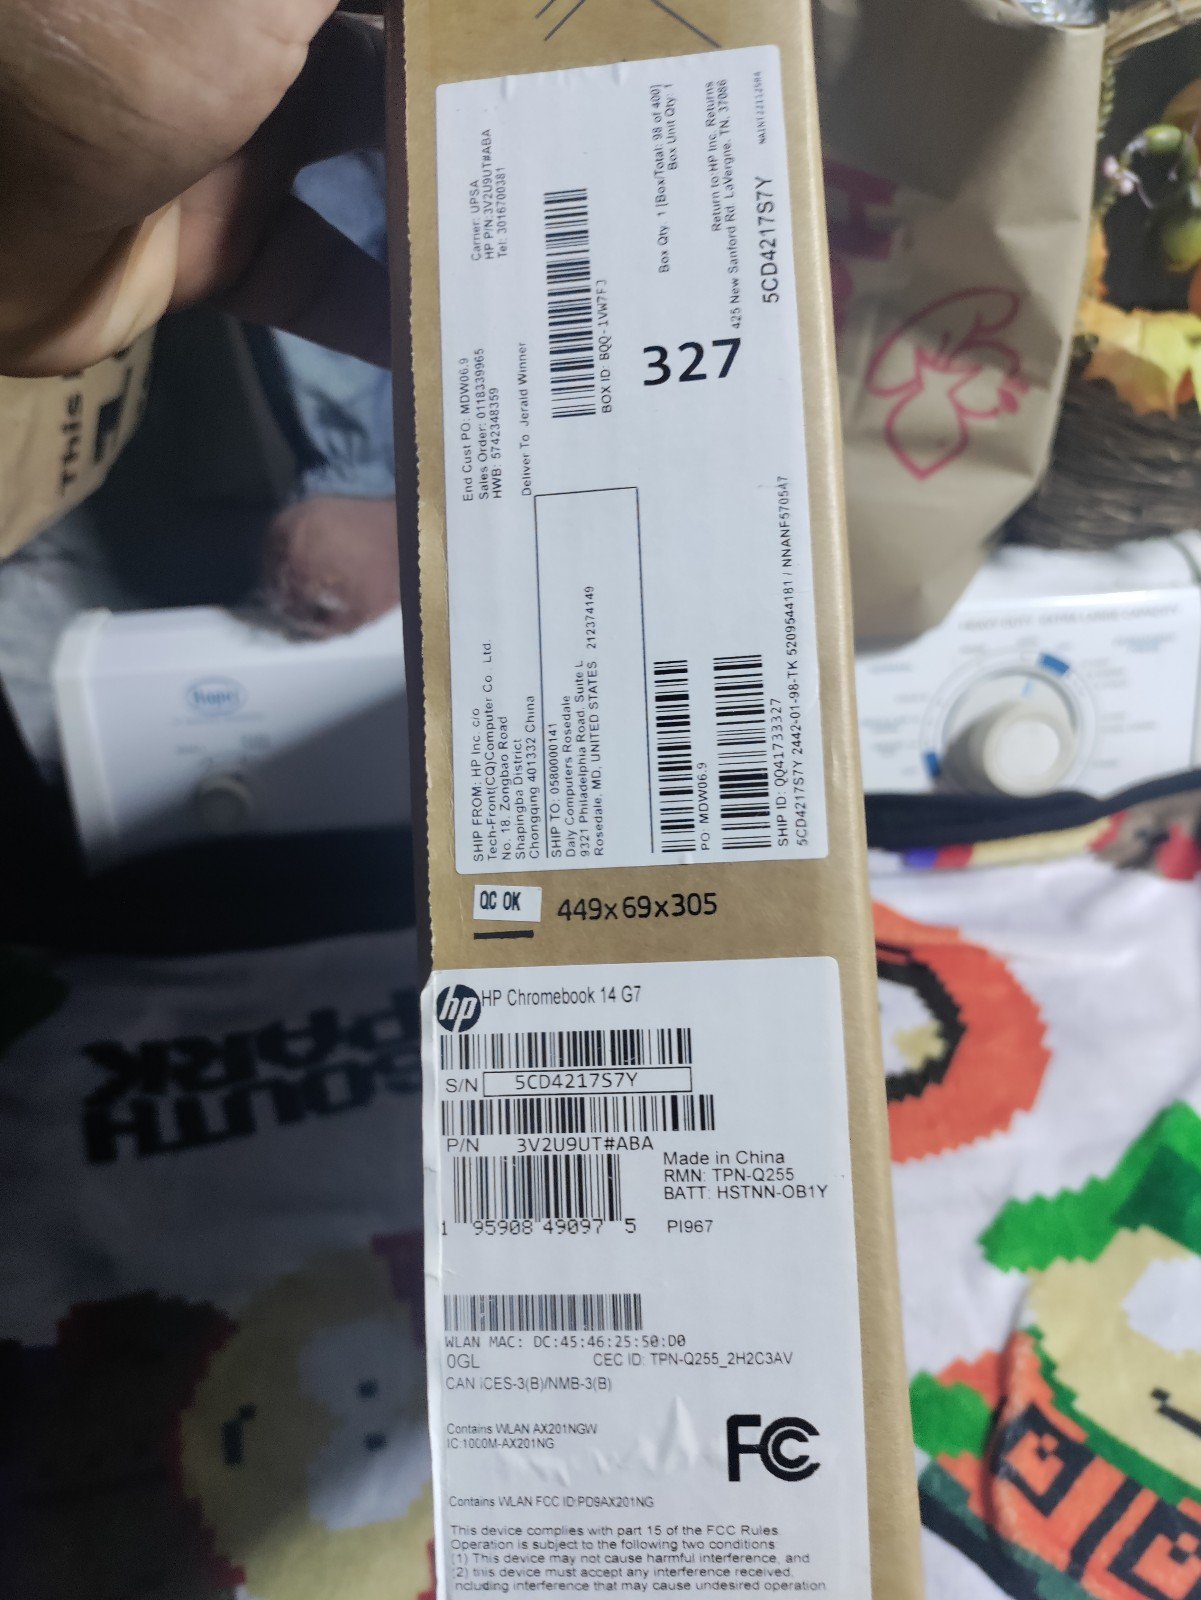 Carrier: UPSA
HP P/N:3V2U9UT#ABA
Tel: 3016700381
End Cust PO: MDW06.9
Sales Order: 0118339965
HWB: 5742348359
Deliver To Jerald Winner
SHIP FROM: HP Inc. c/o
Tech-Front(CQ)Computer Co., Ltd.
No. 18, Zongbao Road
Shapingba District
Chongqing 401332 China
SHIP TO: 0580000141
Daly Computers Rosedale
9321 Philadelphia Road, Suite L
Rosedale, MD, UNITED STATES 212374149
BOX ID: BQQ-1VW7FJ
Box Qty 1 [Box/Total: 98 of 400]
Box Unit Qty: 1
327
Return to:HP Inc. Returns
425 New Sanford Rd. LaVergne, TN, 37086
5CD4217S7Y
PO: MDW06.9
SHIP ID: QQ41733327
5CD4217S7Y 2442-01-98-TK 5209544181 / NNANF5705A7
QC OK
449x69x305
hp HP Chromebook 14 G7
S/N 5CD4217S7Y
P/N 3V2U9UT#ABA
Made in China
RMN: TPN-Q255
BATT: HSTNN-OB1Y
1 95908 49097 5
PI967
WLAN MAC: DC:45:46:25:50:D0
0GL CEC ID: TPN-Q255_2H2C3AV
CAN ICES-3(B)/NMB-3(B)
Contains WLAN AX201NGW
IC:1000M-AX201NG
FC
Contains WLAN FCC ID:PD9AX201NG
This device complies with part 15 of the FCC Rules
Operation is subject to the following two conditions
(1) This device may not cause harmful interference, and
(2) this device must accept any interference received,
including interference that may cause undesired operation
This
SOUTH
PARK